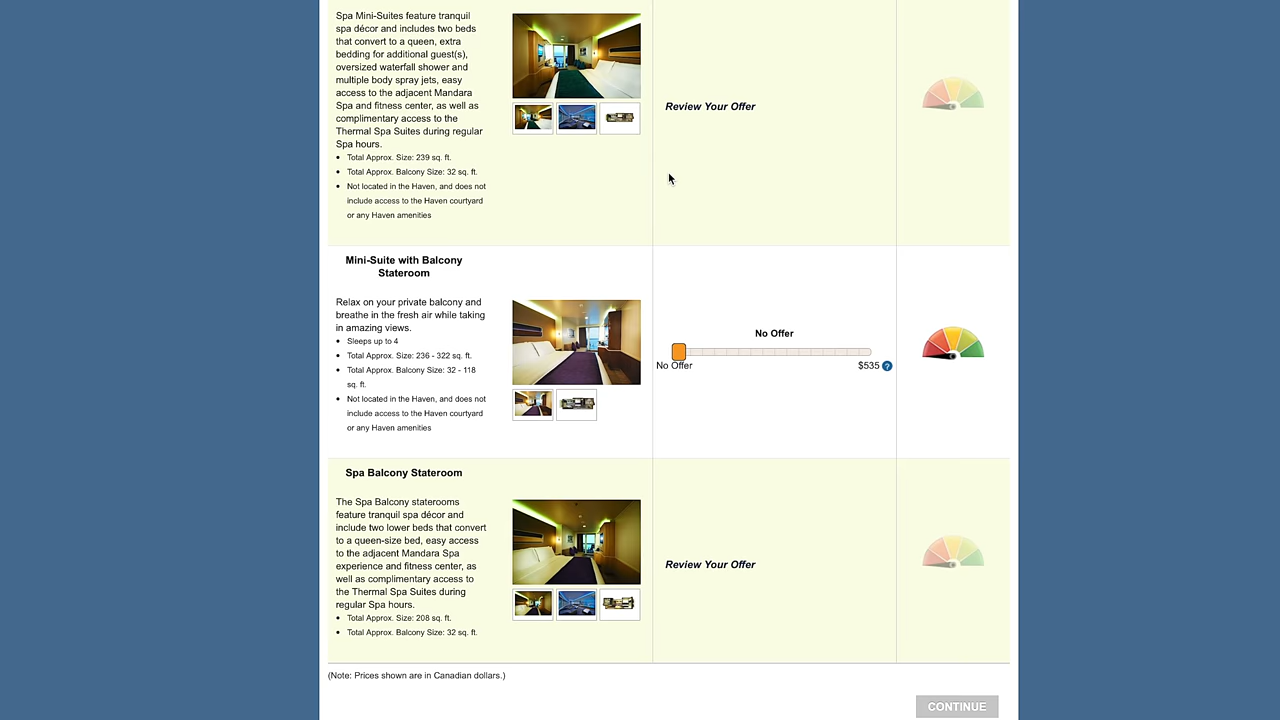 Spa Mini-Suites feature tranquil
spa décor and includes two beds
that convert to a queen, extra
bedding for additional guest(s),
oversized waterfall shower and
multiple body spray jets, easy
access to the adjacent Mandara
Spa and fitness center, as well as
complimentary access to the
Thermal Spa Suites during regular
Spa hours.
• Total Approx. Size: 239 sq. ft.
• Total Approx. Balcony Size: 32 sq. ft.
• Not located in the Haven, and does not
include access to the Haven courtyard
or any Haven amenities
Review Your Offer
Mini-Suite with Balcony
Stateroom
Relax on your private balcony and
breathe in the fresh air while taking
in amazing views.
• Sleeps up to 4
• Total Approx. Size: 236 - 322 sq. ft.
• Total Approx. Balcony Size: 32 - 118
sq. ft.
• Not located in the Haven, and does not
include access to the Haven courtyard
or any Haven amenities
No Offer
No Offer $535 ?
Spa Balcony Stateroom
The Spa Balcony staterooms
feature tranquil spa décor and
include two lower beds that convert
to a queen-size bed, easy access
to the adjacent Mandara Spa
experience and fitness center, as
well as complimentary access to
the Thermal Spa Suites during
regular Spa hours.
• Total Approx. Size: 208 sq. ft.
• Total Approx. Balcony Size: 32 sq. ft.
Review Your Offer
(Note: Prices shown are in Canadian dollars.)
CONTINUE